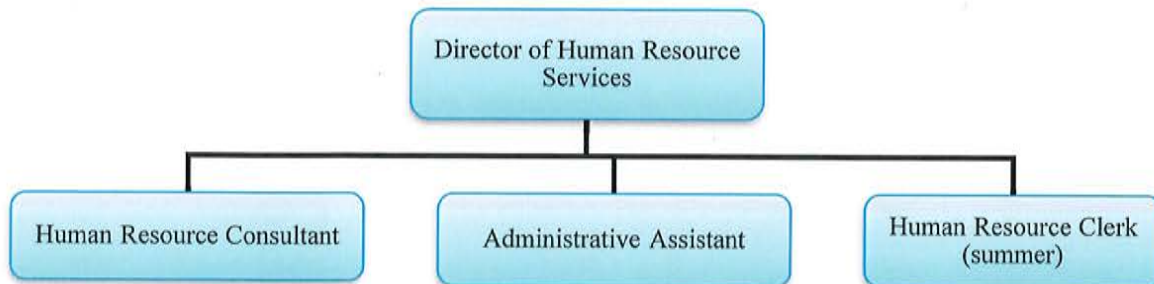 Director of Human Resource
Services
Human Resource Consultant
Administrative Assistant
Human Resource Clerk
(summer)